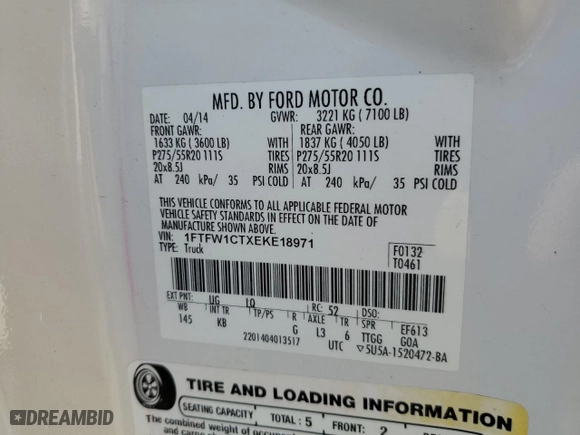 MFD. BY FORD MOTOR CO.
DATE: 04/14 GVWR: 3221 KG ( 7100 LB)
FRONT GAWR: REAR GAWR:
1633 KG ( 3600 LB) WITH 1837 KG ( 4050 LB) WITH
P275/55R20 111S TIRES P275/55R20 111S TIRES
20x8.5J RIMS 20x8.5J RIMS
AT 240 kPa/ 35 PSI COLD AT 240 kPa/ 35 PSI COLD
THIS VEHICLE CONFORMS TO ALL APPLICABLE FEDERAL MOTOR
VEHICLE SAFETY STANDARDS IN EFFECT ON THE DATE OF
MANUFACTURE SHOWN ABOVE.
VIN: 1FTFW1CTXEKE18971 F0132
TYPE: Truck T0461
EXT PNT: UG LQ RC: 52 DSO:
WB INT TR TP/PS R AXLE TR SPR EF613
145 KB G L3 6 TTGG GOA
2201404013517 UTC ▽5U5A-1520472-BA
TIRE AND LOADING INFORMATION
SEATING CAPACITY TOTAL: 5 FRONT: 2
The combined weight of
DREAMBID